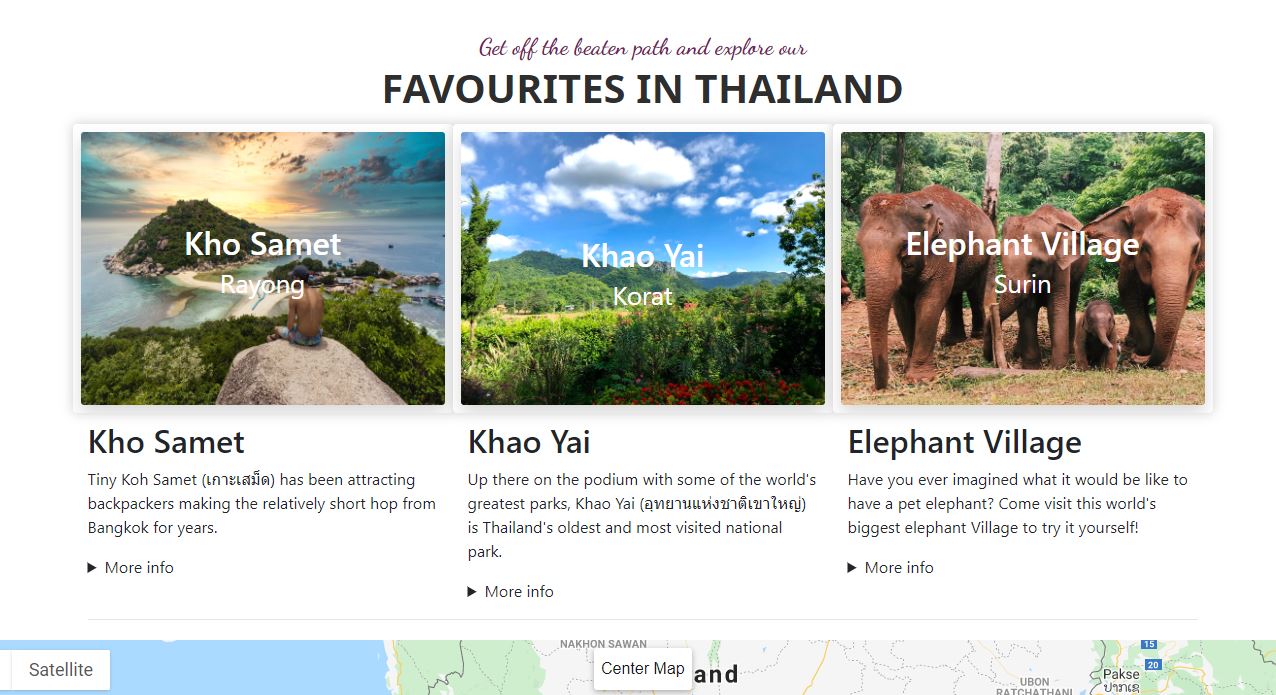 Get off the beaten path and explore our
FAVOURITES IN THAILAND
Kho Samet
Rayong
Khao Yai
Korat
Elephant Village
Surin
Kho Samet
Tiny Koh Samet (เกาะเสม็ด) has been attracting
backpackers making the relatively short hop from
Bangkok for years.
More info
Khao Yai
Up there on the podium with some of the world's
greatest parks, Khao Yai (อุทยานแห่งชาติเขาใหญ่)
is Thailand's oldest and most visited national
park.
More info
Elephant Village
Have you ever imagined what it would be like to
have a pet elephant? Come visit this world's
biggest elephant Village to try it yourself!
More info
Satellite
NAKHON SAWAN
Center Map
and
UBON
RATCHATHANI
15
20
Pakse
ປາກເຊ